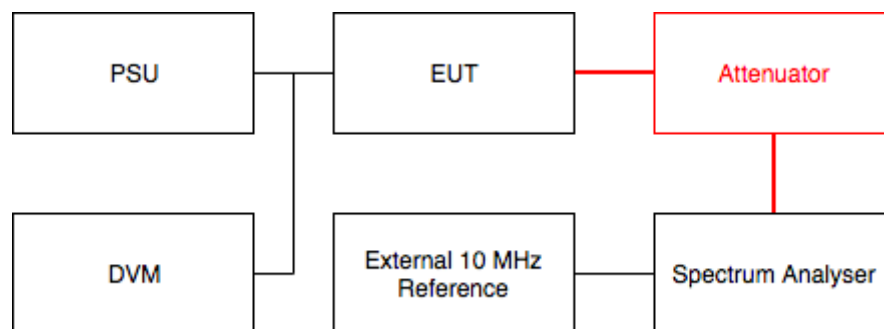 PSU
EUT
Attenuator
DVM
External 10 MHz
Reference
Spectrum Analyser